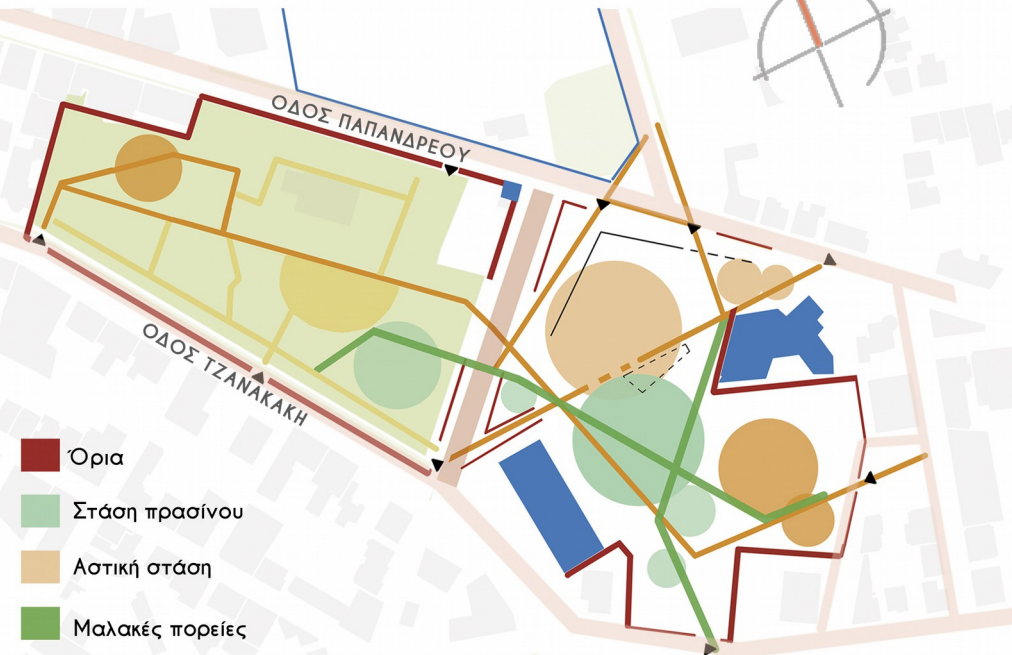 ΟΔΟΣ ΠΑΠΑΝΔΡΕΟΥ
ΟΔΟΣ ΤΖΑΝΑΚΑΚΗ
Όρια
Στάση πρασίνου
Αστική στάση
Μαλακές πορείες